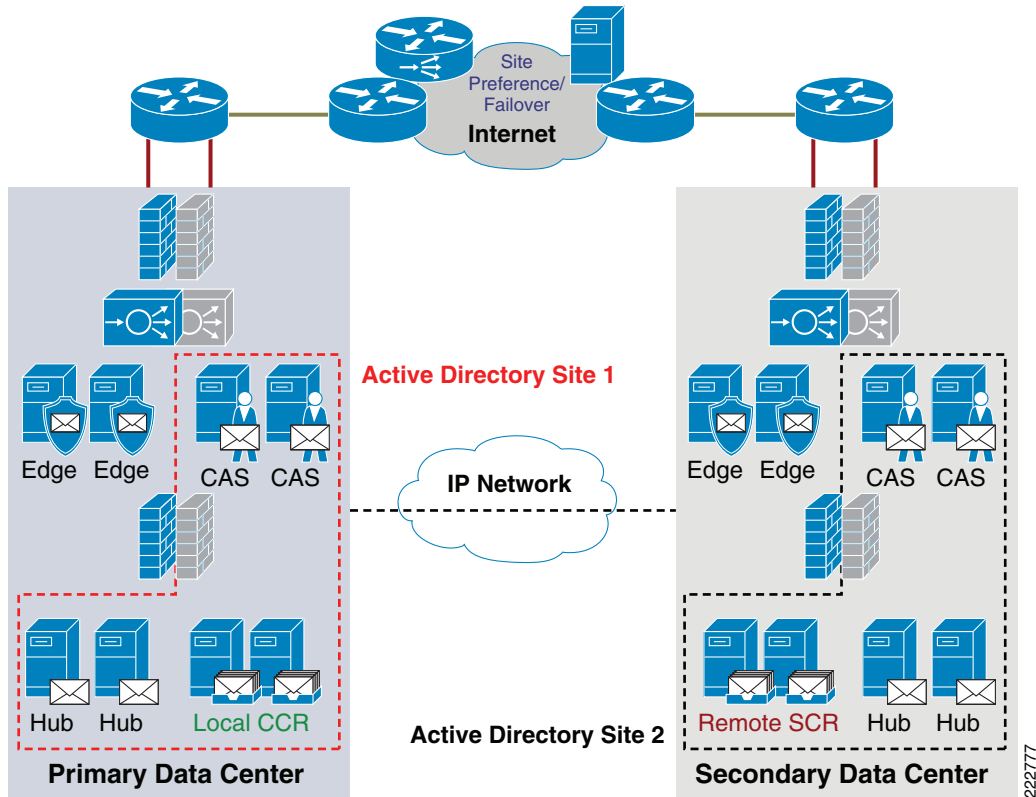 Site
Preference/
Failover
Internet
Active Directory Site 1
Edge Edge CAS CAS
Edge Edge CAS CAS
IP Network
Hub Hub Local CCR
Remote SCR Hub Hub
Active Directory Site 2
Primary Data Center
Secondary Data Center
222777